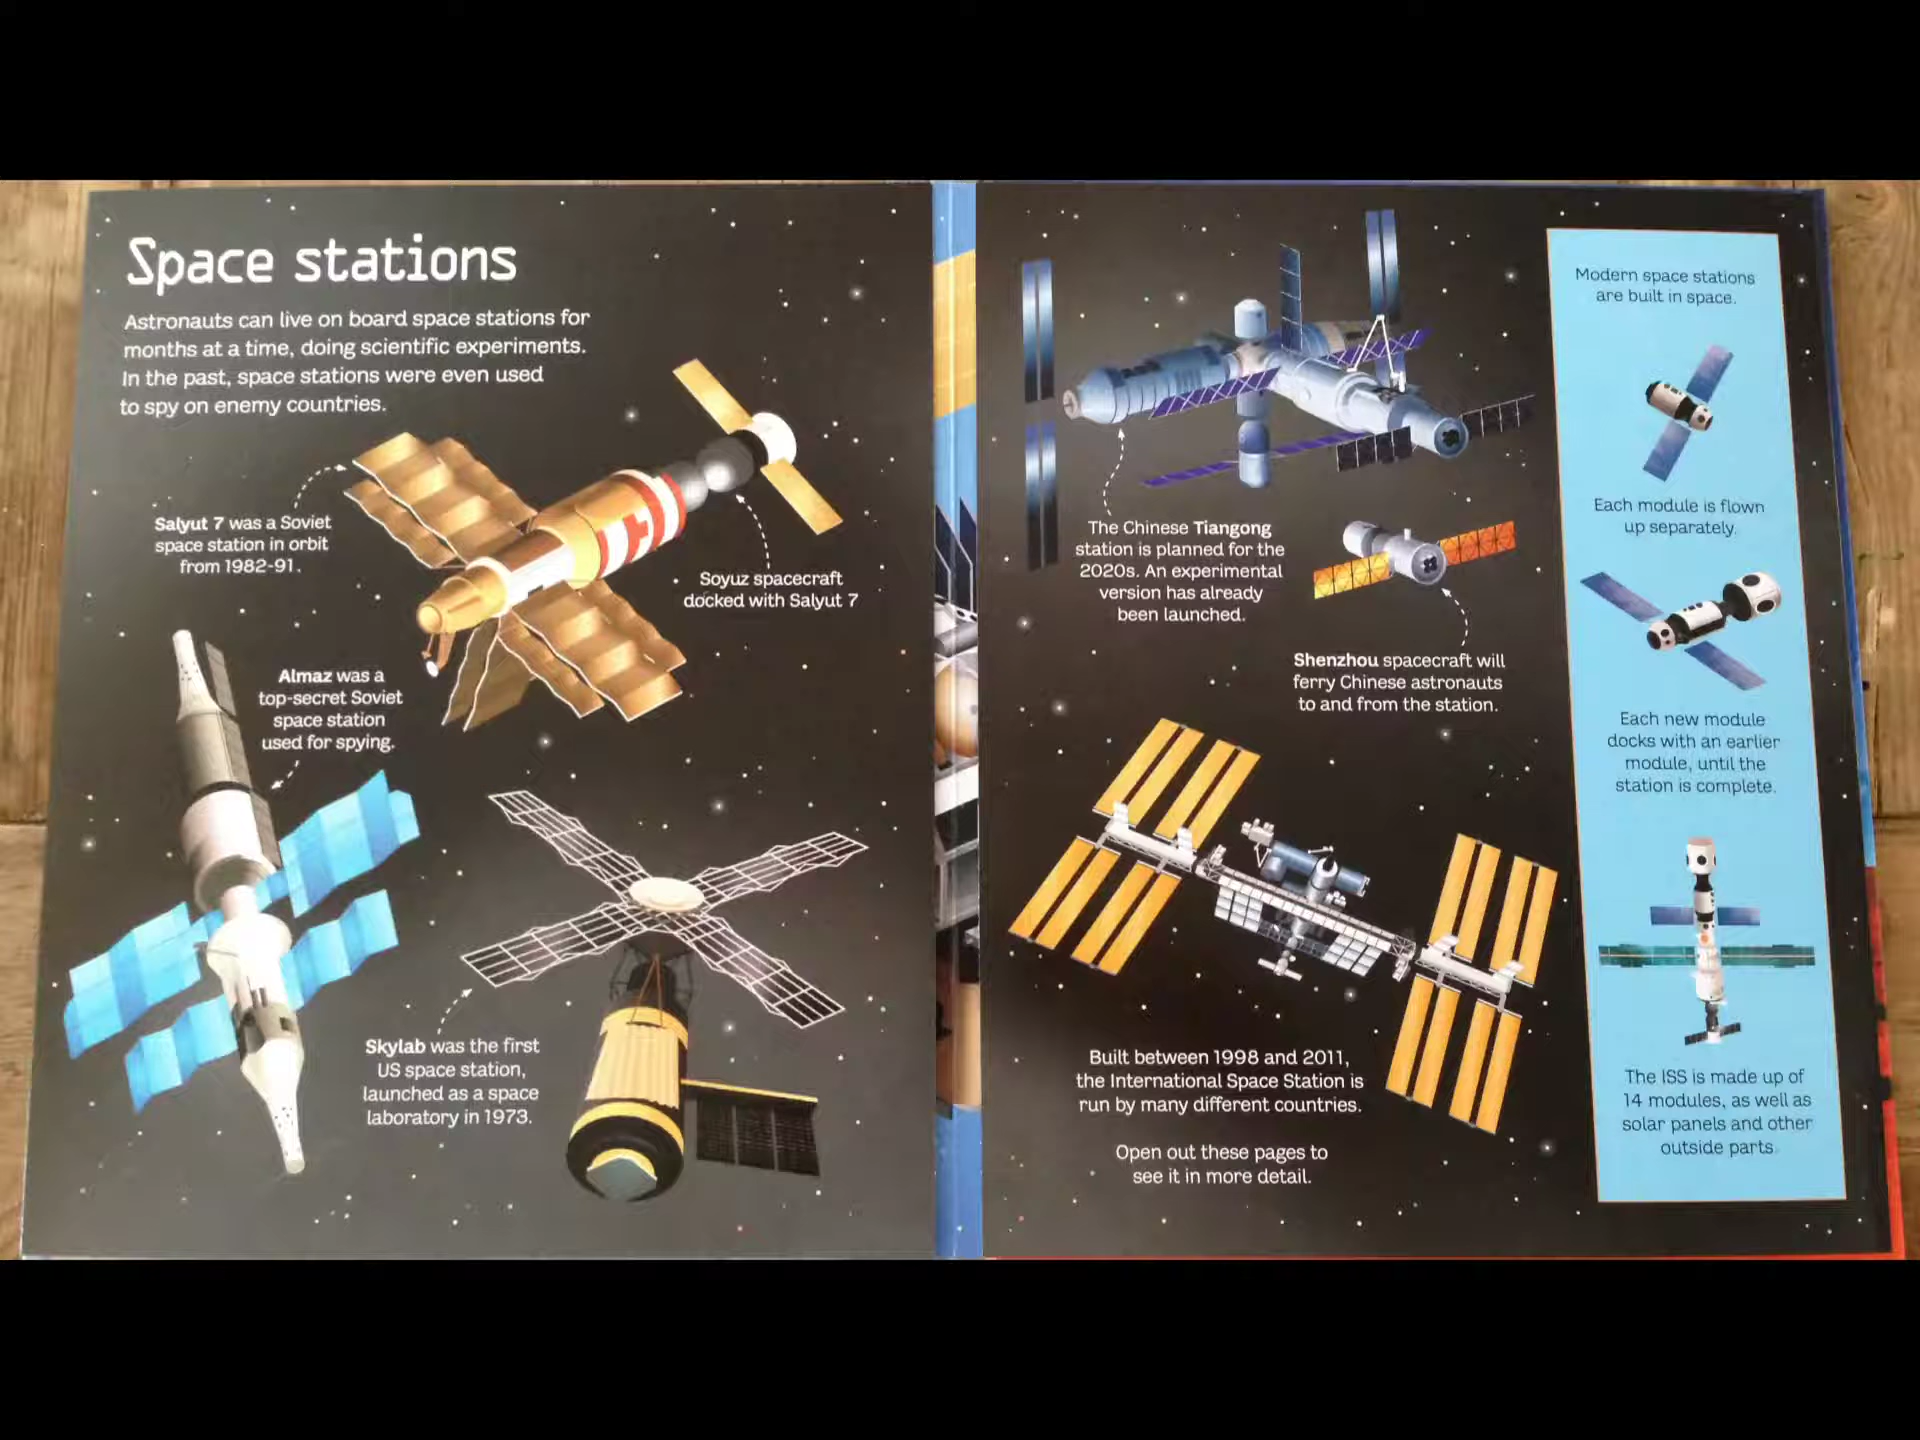 Space stations
Astronauts can live on board space stations for
months at a time, doing scientific experiments.
In the past, space stations were even used
to spy on enemy countries.
Salyut 7 was a Soviet
space station in orbit
from 1982-91.
Soyuz spacecraft
docked with Salyut 7
Almaz was a
top-secret Soviet
space station
used for spying.
Skylab was the first
US space station,
launched as a space
laboratory in 1973.
The Chinese Tiangong
station is planned for the
2020s. An experimental
version has already
been launched.
Shenzhou spacecraft will
ferry Chinese astronauts
to and from the station.
Built between 1998 and 2011,
the International Space Station is
run by many different countries.
Open out these pages to
see it in more detail.
Modern space stations
are built in space.
Each module is flown
up separately.
Each new module
docks with an earlier
module, until the
station is complete.
The ISS is made up of
14 modules, as well as
solar panels and other
outside parts.